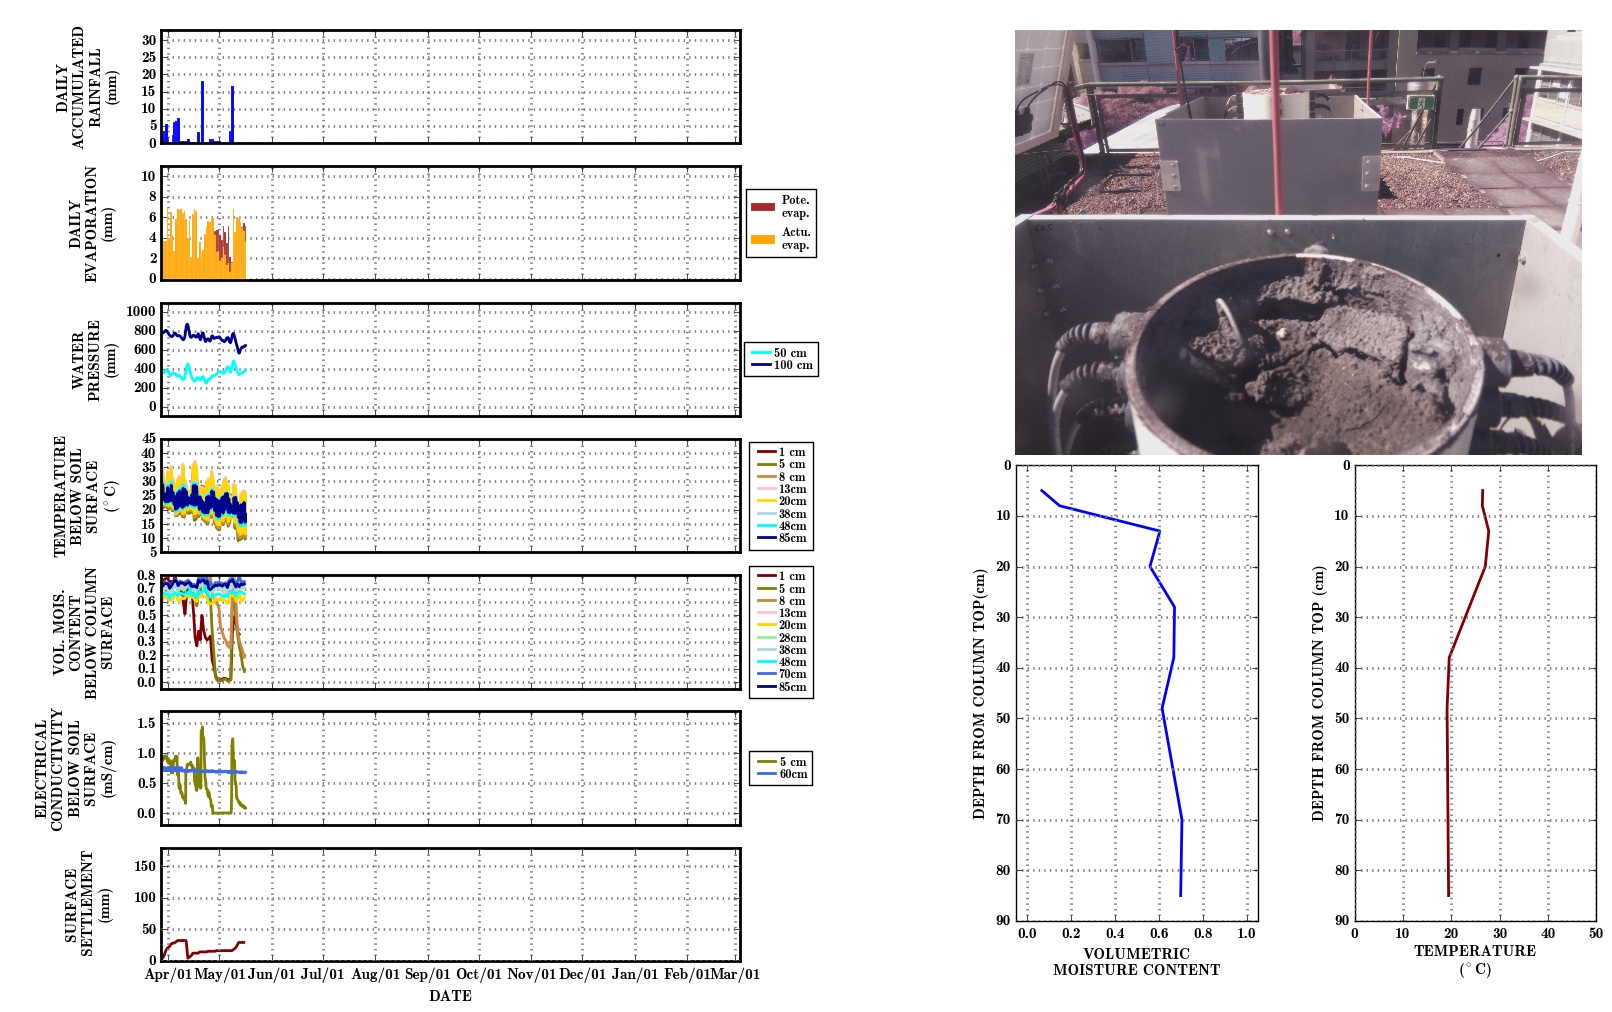 DAILY
ACCUMULATED
RAINFALL
(mm)
30
25
20
15
10
5
0
DAILY
EVAPORATION
(mm)
10
8
6
4
2
0
Pote.
evap.
Actu.
evap.
WATER
PRESSURE
(mm)
1000
800
600
400
200
0
50 cm
100 cm
TEMPERATURE
BELOW SOIL
SURFACE
(°C)
45
40
35
30
25
20
15
10
5
1 cm
5 cm
8 cm
13cm
20cm
38cm
48cm
85cm
VOL. MOIS.
CONTENT
BELOW COLUMN
SURFACE
0.8
0.7
0.6
0.5
0.4
0.3
0.2
0.1
0.0
1 cm
5 cm
8 cm
13cm
20cm
28cm
38cm
48cm
70cm
85cm
ELECTRICAL
CONDUCTIVITY
BELOW SOIL
SURFACE
(mS/cm)
1.5
1.0
0.5
0.0
5 cm
60cm
SURFACE
SETTLEMENT
(mm)
150
100
50
0
Apr/01 May/01 Jun/01 Jul/01 Aug/01 Sep/01 Oct/01 Nov/01 Dec/01 Jan/01 Feb/01 Mar/01
DATE
DEPTH FROM COLUMN TOP(cm)
0
10
20
30
40
50
60
70
80
90
0.0 0.2 0.4 0.6 0.8 1.0
VOLUMETRIC
MOISTURE CONTENT
DEPTH FROM COLUMN TOP (cm)
0
10
20
30
40
50
60
70
80
90
0 10 20 30 40 50
TEMPERATURE
(°C)